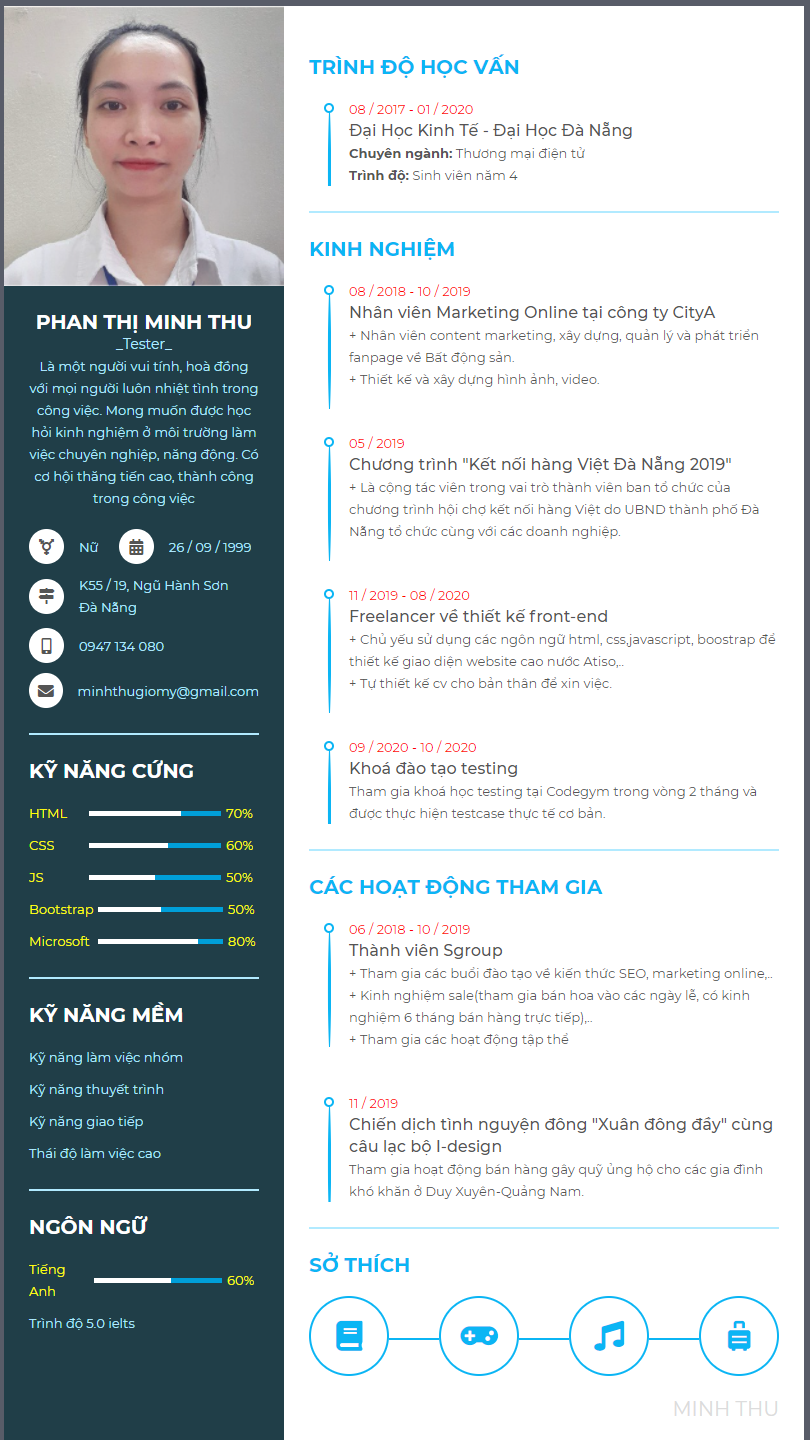 PHAN THỊ MINH THU
_Tester_
Là một người vui tính, hoà đồng
với mọi người luôn nhiệt tình trong
công việc. Mong muốn được học
hỏi kinh nghiệm ở môi trường làm
việc chuyên nghiệp, năng động. Có
cơ hội thăng tiến cao, thành công
trong công việc
Nữ 26 / 09 / 1999
K55 / 19, Ngũ Hành Sơn
Đà Nẵng
0947 134 080
minhthugiomy@gmail.com
KỸ NĂNG CỨNG
HTML 70%
CSS 60%
JS 50%
Bootstrap 50%
Microsoft 80%
KỸ NĂNG MỀM
Kỹ năng làm việc nhóm
Kỹ năng thuyết trình
Kỹ năng giao tiếp
Thái độ làm việc cao
NGÔN NGỮ
Tiếng
Anh 60%
Trình độ 5.0 ielts
TRÌNH ĐỘ HỌC VẤN
08 / 2017 - 01 / 2020
Đại Học Kinh Tế - Đại Học Đà Nẵng
Chuyên ngành: Thương mại điện tử
Trình độ: Sinh viên năm 4
KINH NGHIỆM
08 / 2018 - 10 / 2019
Nhân viên Marketing Online tại công ty CityA
+ Nhân viên content marketing, xây dựng, quản lý và phát triển
fanpage về Bất động sản.
+ Thiết kế và xây dựng hình ảnh, video.
05 / 2019
Chương trình "Kết nối hàng Việt Đà Nẵng 2019"
+ Là cộng tác viên trong vai trò thành viên ban tổ chức của
chương trình hội chợ kết nối hàng Việt do UBND thành phố Đà
Nẵng tổ chức cùng với các doanh nghiệp.
11 / 2019 - 08 / 2020
Freelancer về thiết kế front-end
+ Chủ yếu sử dụng các ngôn ngữ html, css,javascript, boostrap để
thiết kế giao diện website cao nước Atiso,..
+ Tự thiết kế cv cho bản thân để xin việc.
09 / 2020 - 10 / 2020
Khoá đào tạo testing
Tham gia khoá học testing tại Codegym trong vòng 2 tháng và
được thực hiện testcase thực tế cơ bản.
CÁC HOẠT ĐỘNG THAM GIA
06 / 2018 - 10 / 2019
Thành viên Sgroup
+ Tham gia các buổi đào tạo về kiến thức SEO, marketing online,..
+ Kinh nghiệm sale(tham gia bán hoa vào các ngày lễ, có kinh
nghiệm 6 tháng bán hàng trực tiếp),..
+ Tham gia các hoạt động tập thể
11 / 2019
Chiến dịch tình nguyện đông "Xuân đông đầy" cùng
câu lạc bộ I-design
Tham gia hoạt động bán hàng gây quỹ ủng hộ cho các gia đình
khó khăn ở Duy Xuyên-Quảng Nam.
SỞ THÍCH
MINH THU